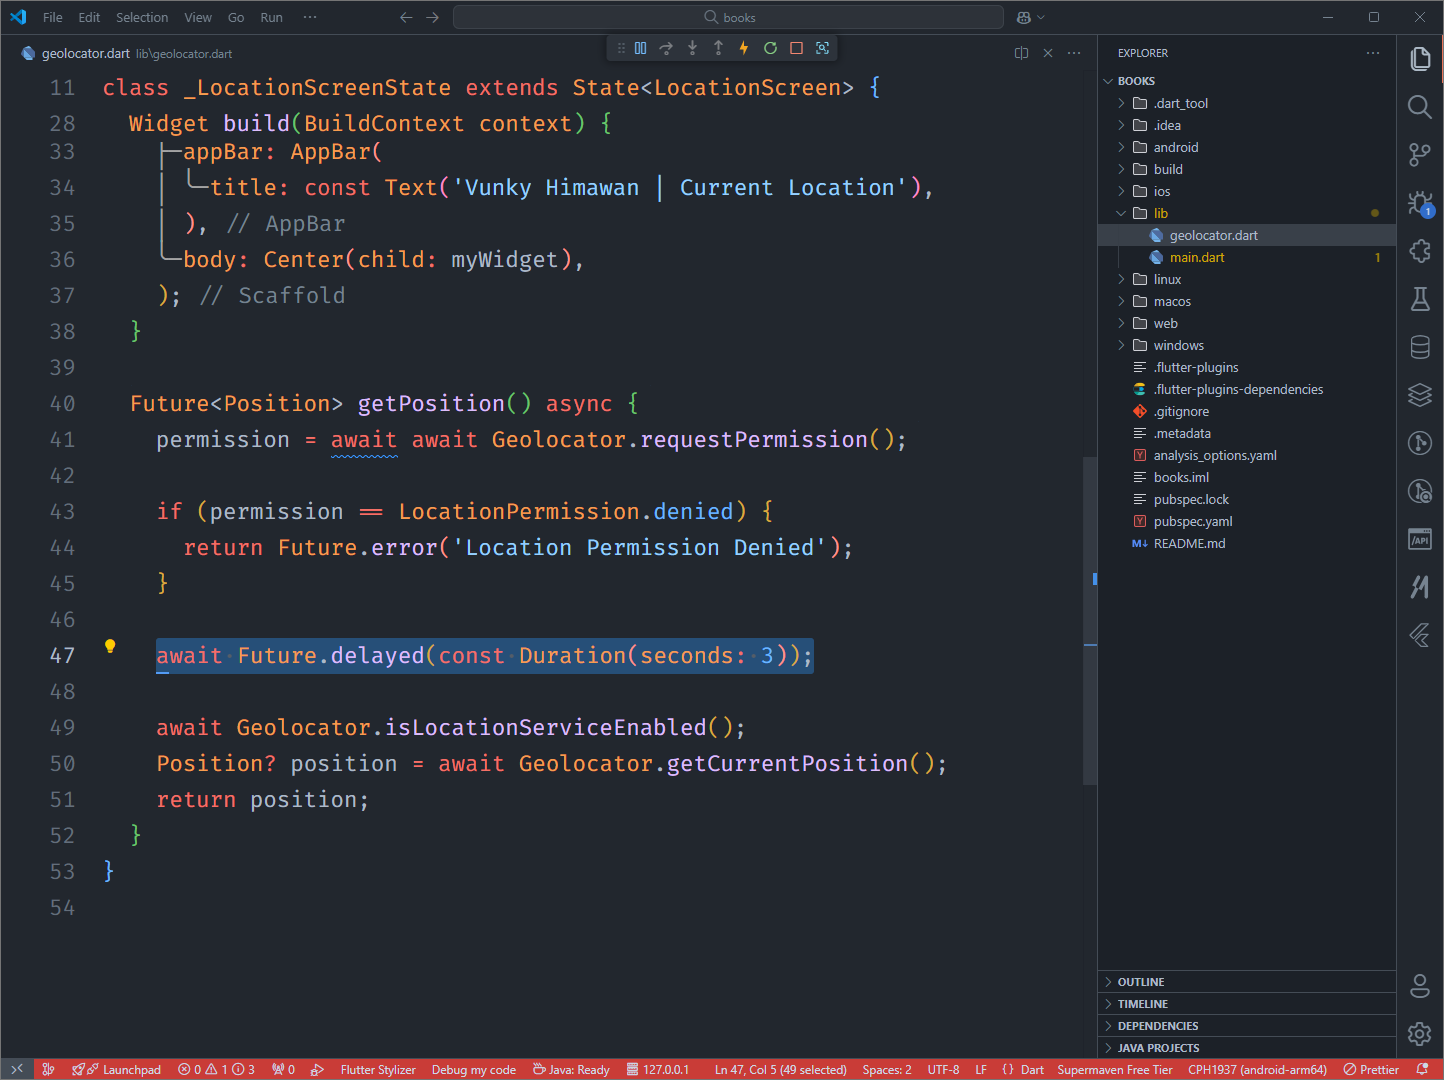 File Edit Selection View Go Run ··· books
geolocator.dart lib\geolocator.dart
11 class _LocationScreenState extends State<LocationScreen> {
28 Widget build(BuildContext context) {
33 appBar: AppBar(
34 title: const Text('Vunky Himawan | Current Location'),
35 ), // AppBar
36 body: Center(child: myWidget),
37 ); // Scaffold
38 }
39
40 Future<Position> getPosition() async {
41 permission = await await Geolocator.requestPermission();
42
43 if (permission == LocationPermission.denied) {
44 return Future.error('Location Permission Denied');
45 }
46
47 await Future.delayed(const Duration(seconds: 3));
48
49 await Geolocator.isLocationServiceEnabled();
50 Position? position = await Geolocator.getCurrentPosition();
51 return position;
52 }
53 }
54
EXPLORER
BOOKS
.dart_tool
.idea
android
build
ios
lib
geolocator.dart
main.dart 1
linux
macos
web
windows
.flutter-plugins
.flutter-plugins-dependencies
.gitignore
.metadata
analysis_options.yaml
books.iml
pubspec.lock
pubspec.yaml
README.md
OUTLINE
TIMELINE
DEPENDENCIES
JAVA PROJECTS
1
/API
Launchpad 0 1 3 0 Flutter Stylizer Debug my code Java: Ready 127.0.0.1 Ln 47, Col 5 (49 selected) Spaces: 2 UTF-8 LF { } Dart Supermaven Free Tier CPH1937 (android-arm64) Prettier